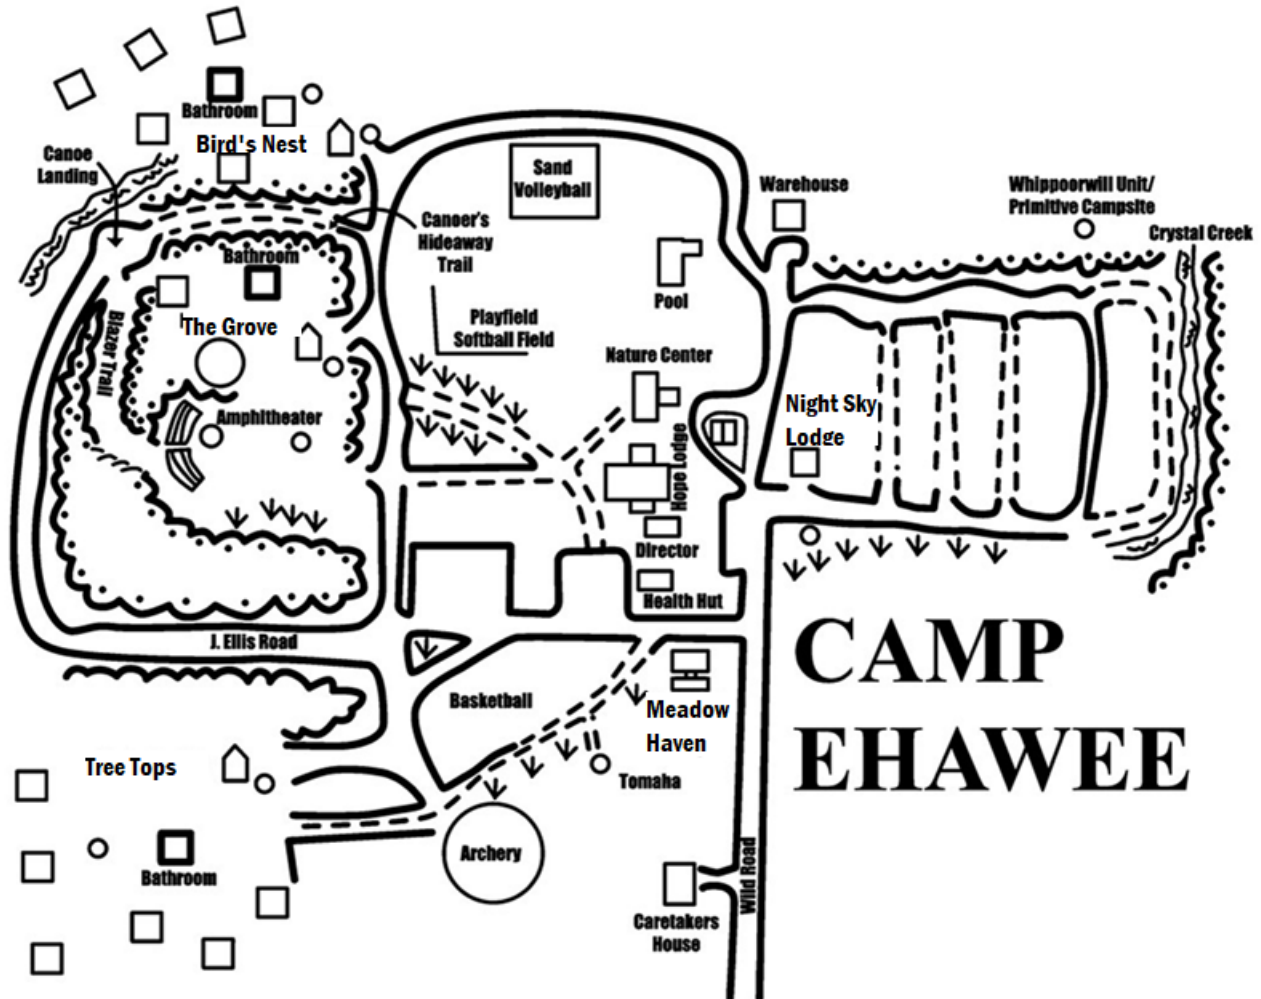 Bathroom
Bird's Nest
Canoe
Landing
Sand
Volleyball
Warehouse
Whippoorwill Unit/
Primitive Campsite
Crystal Creek
Canoer's
Hideaway
Trail
Bathroom
Pool
The Grove
Blazer Trail
Playfield
Softball Field
Nature Center
Night Sky
Lodge
Amphitheater
Hope Lodge
Director
Health Hut
J. Ellis Road
CAMP
EHAWEE
Basketball
Meadow
Haven
Tomaha
Tree Tops
Archery
Bathroom
Wild Road
Caretakers
House